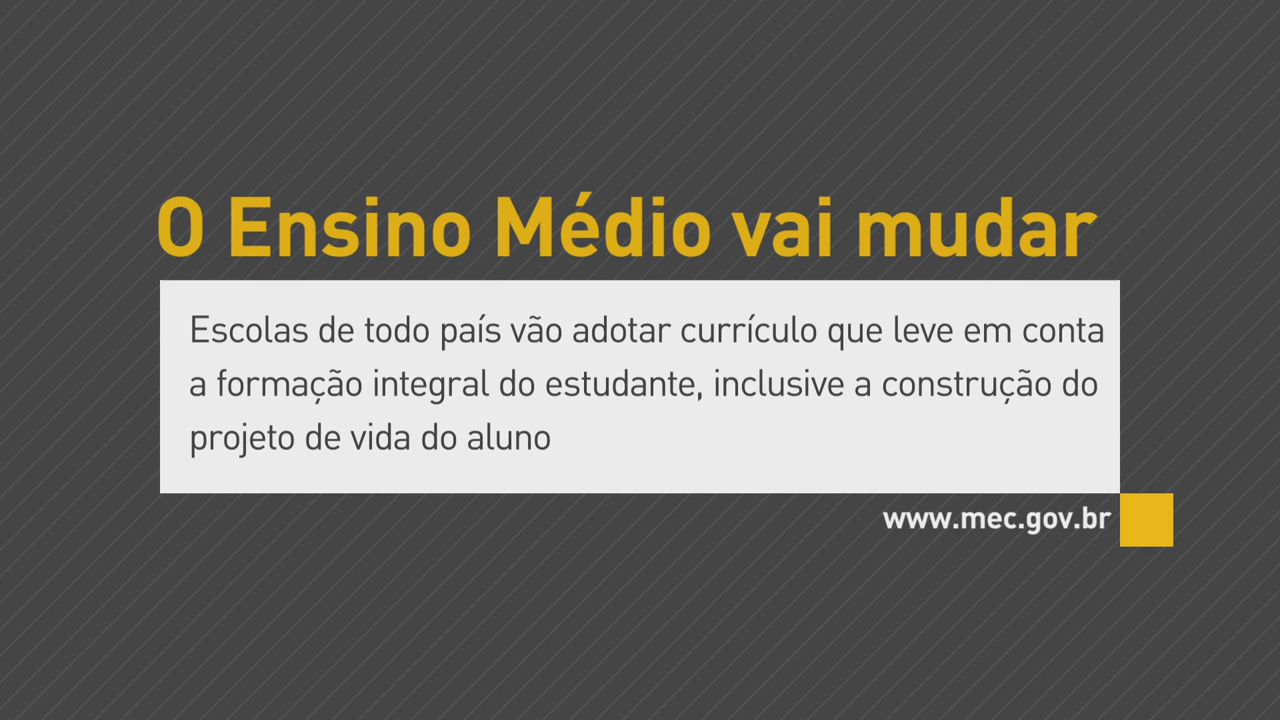 O Ensino Médio vai mudar
Escolas de todo país vão adotar currículo que leve em conta
a formação integral do estudante, inclusive a construção do
projeto de vida do aluno
www.mec.gov.br